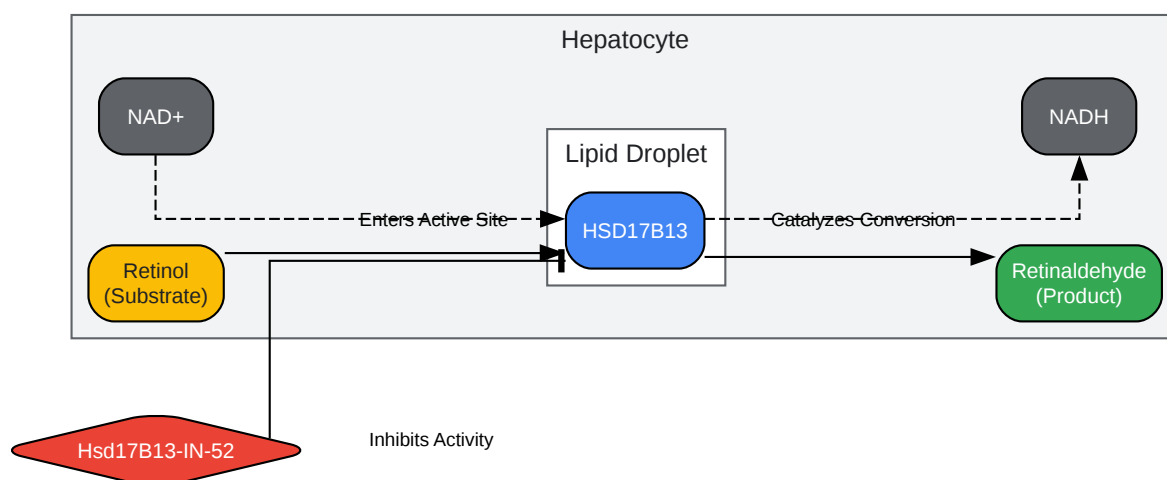 Hepatocyte
NAD+
NADH
Lipid Droplet
Enters Active Site
HSD17B13
Catalyzes Conversion
Retinol
(Substrate)
Retinaldehyde
(Product)
Hsd17B13-IN-52
Inhibits Activity